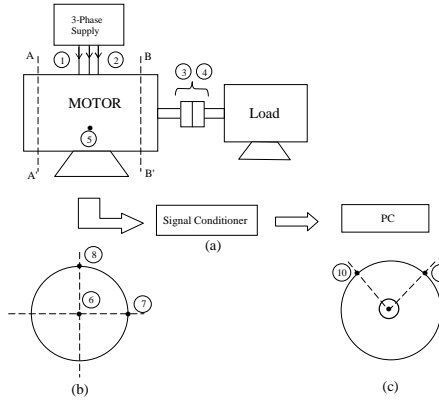 3-Phase
Supply
A
B
1
2
3
4
MOTOR
Load
5
A'
B'
Signal Conditioner
PC
(a)
8
10
6
7
(b)
(c)